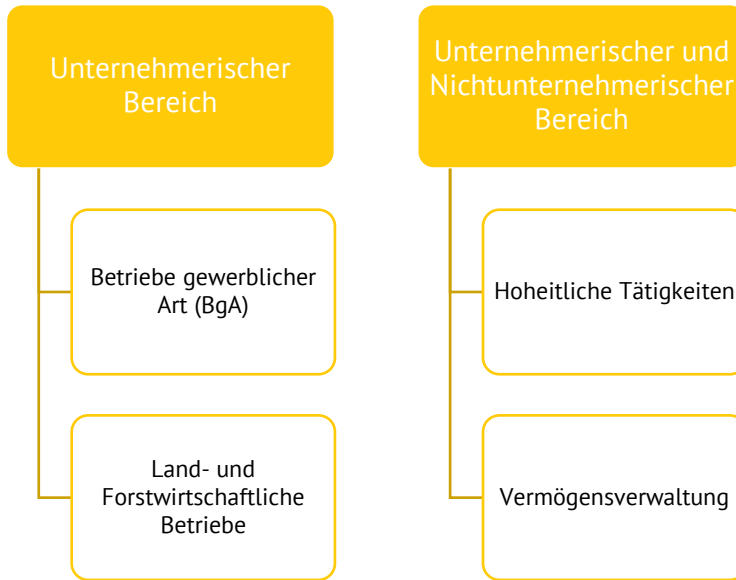 Unternehmerischer
Bereich
Betriebe gewerblicher
Art (BgA)
Land- und
Forstwirtschaftliche
Betriebe
Unternehmerischer und
Nichtunternehmerischer
Bereich
Hoheitliche Tätigkeiten
Vermögensverwaltung